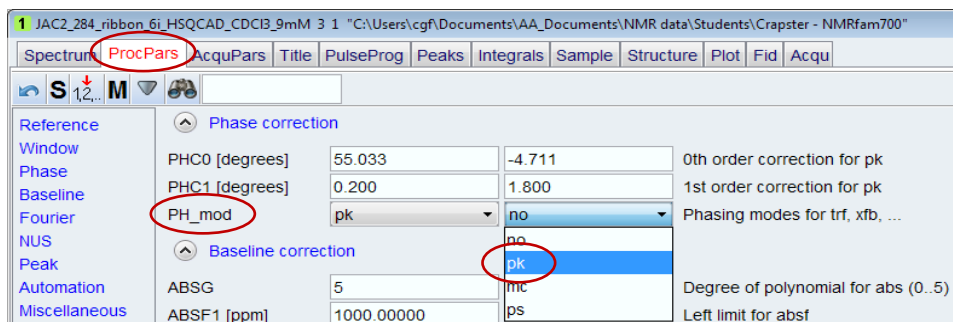 1 JAC2_284_ribbon_6i_HSQCAD_CDCl3_9mM 3 1 "C:\Users\cgf\Documents\AA_Documents\NMR data\Students\Crapster - NMRfam700"
Spectrum ProcPars AcquPars Title PulseProg Peaks Integrals Sample Structure Plot Fid Acqu
S 1,2,.. M
Reference
Window
Phase
Baseline
Fourier
NUS
Peak
Automation
Miscellaneous
Phase correction
PHC0 [degrees] 55.033 -4.711 0th order correction for pk
PHC1 [degrees] 0.200 1.800 1st order correction for pk
PH_mod pk no Phasing modes for trf, xfb, ...
no
pk
mc
ps
Baseline correction
ABSG 5 Degree of polynomial for abs (0..5)
ABSF1 [ppm] 1000.00000 Left limit for absf